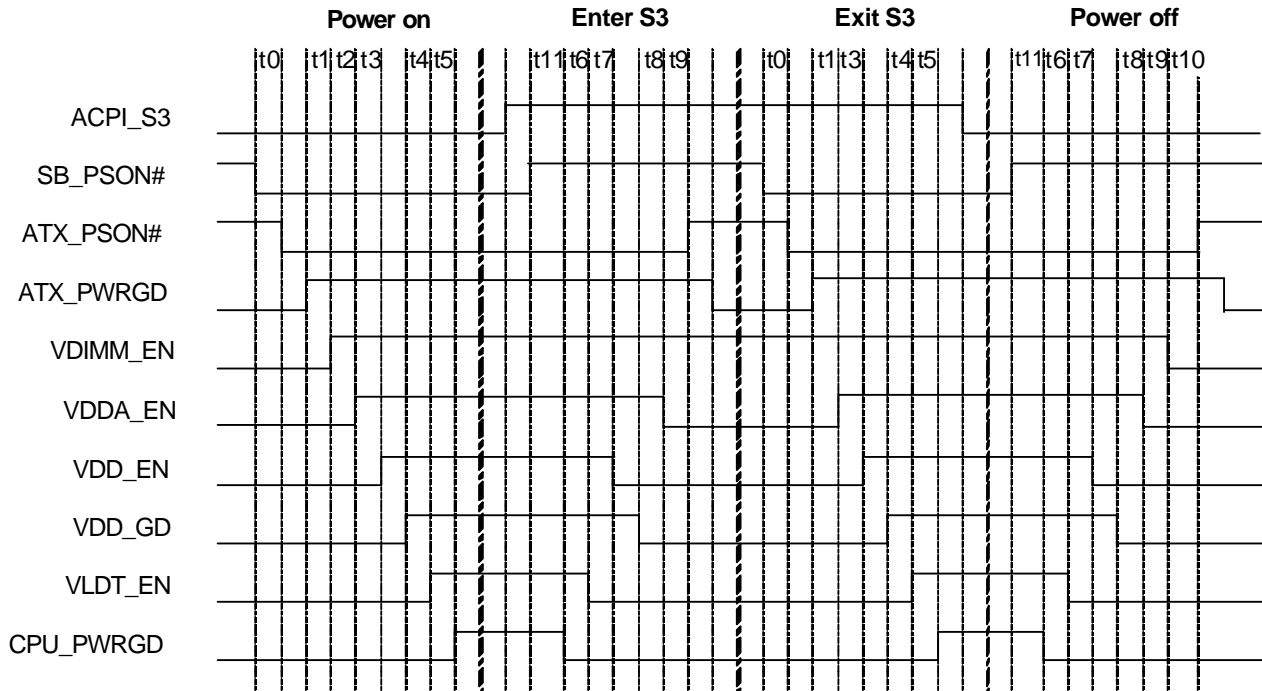 Power on Enter S3 Exit S3 Power off
t0 t1 t2 t3 t4 t5 t11 t6 t7 t8 t9 t0 t1 t3 t4 t5 t11 t6 t7 t8 t9 t10
ACPI_S3
SB_PSON#
ATX_PSON#
ATX_PWRGD
VDIMM_EN
VDDA_EN
VDD_EN
VDD_GD
VLDT_EN
CPU_PWRGD